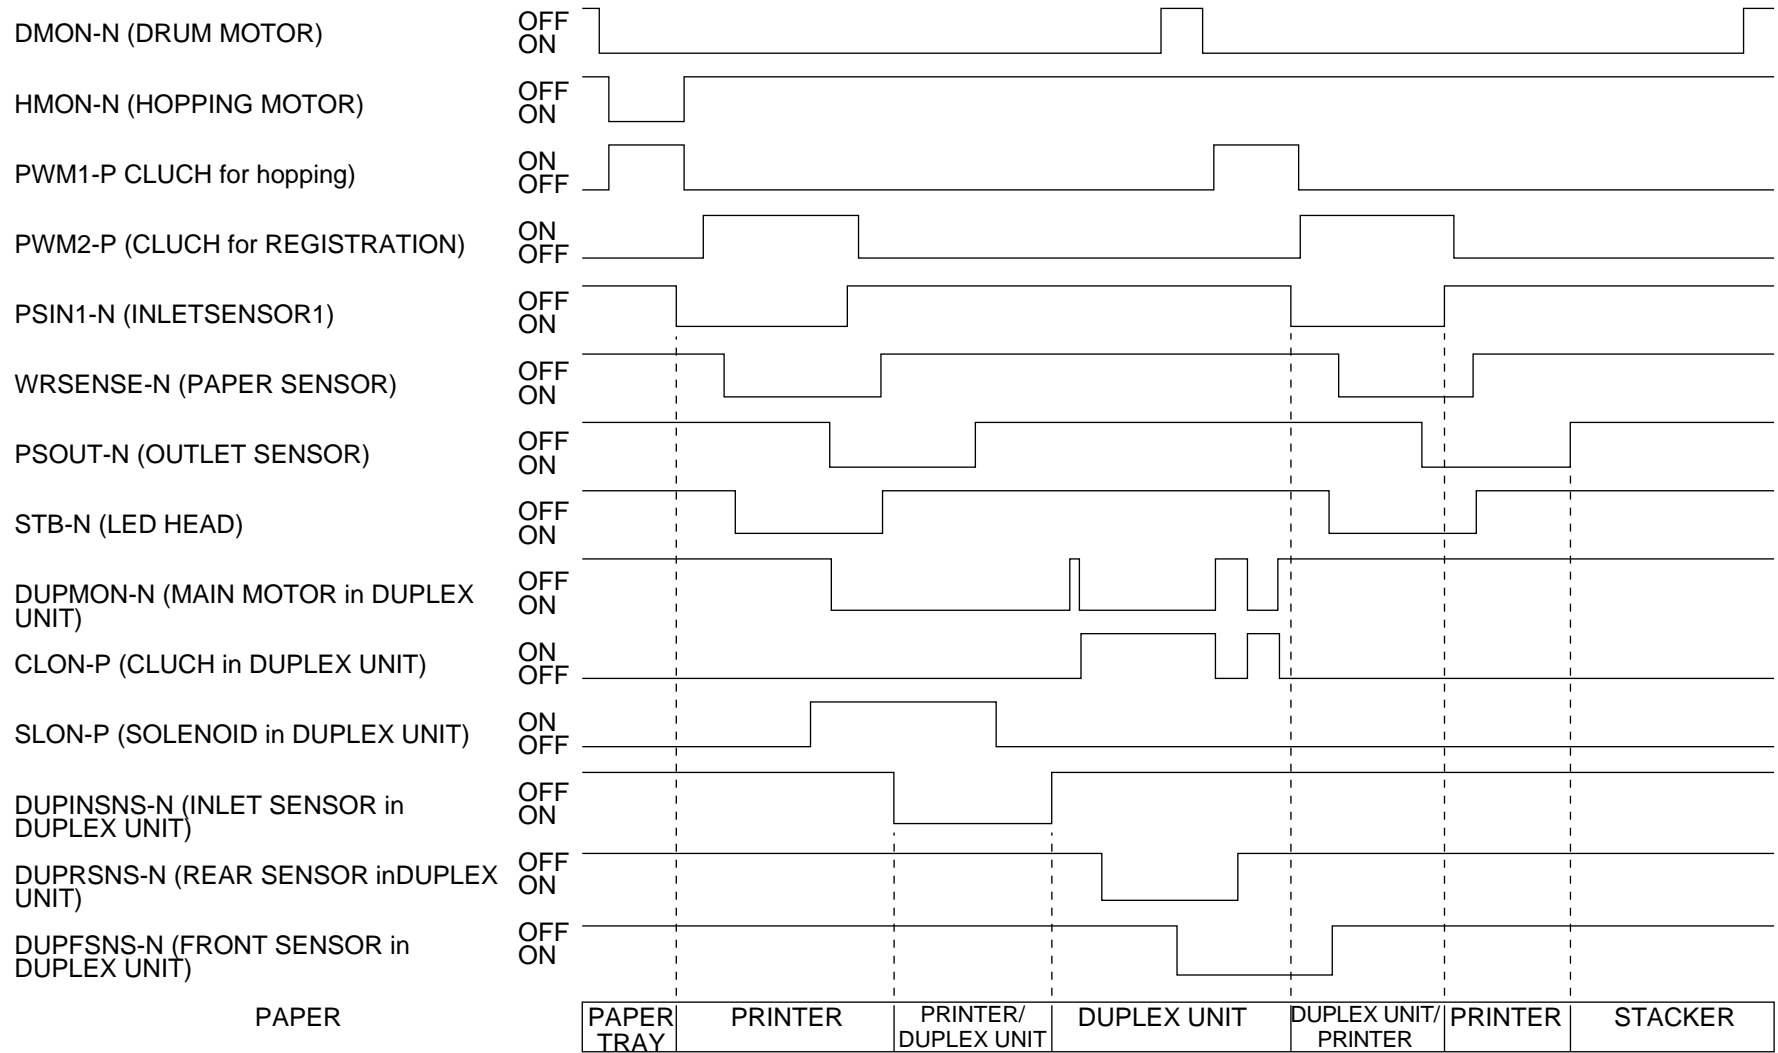 DMON-N (DRUM MOTOR) OFF
ON
HMON-N (HOPPING MOTOR) OFF
ON
PWM1-P CLUCH for hopping) ON
OFF
PWM2-P (CLUCH for REGISTRATION) ON
OFF
PSIN1-N (INLETSENSOR1) OFF
ON
WRSENSE-N (PAPER SENSOR) OFF
ON
PSOUT-N (OUTLET SENSOR) OFF
ON
STB-N (LED HEAD) OFF
ON
DUPMON-N (MAIN MOTOR in DUPLEX OFF
UNIT) ON
CLON-P (CLUCH in DUPLEX UNIT) ON
OFF
SLON-P (SOLENOID in DUPLEX UNIT) ON
OFF
DUPINSNS-N (INLET SENSOR in OFF
DUPLEX UNIT) ON
DUPRSNS-N (REAR SENSOR inDUPLEX OFF
UNIT) ON
DUPFSNS-N (FRONT SENSOR in OFF
DUPLEX UNIT) ON
PAPER
PAPER
TRAY
PRINTER
PRINTER/
DUPLEX UNIT
DUPLEX UNIT
DUPLEX UNIT/
PRINTER
PRINTER
STACKER